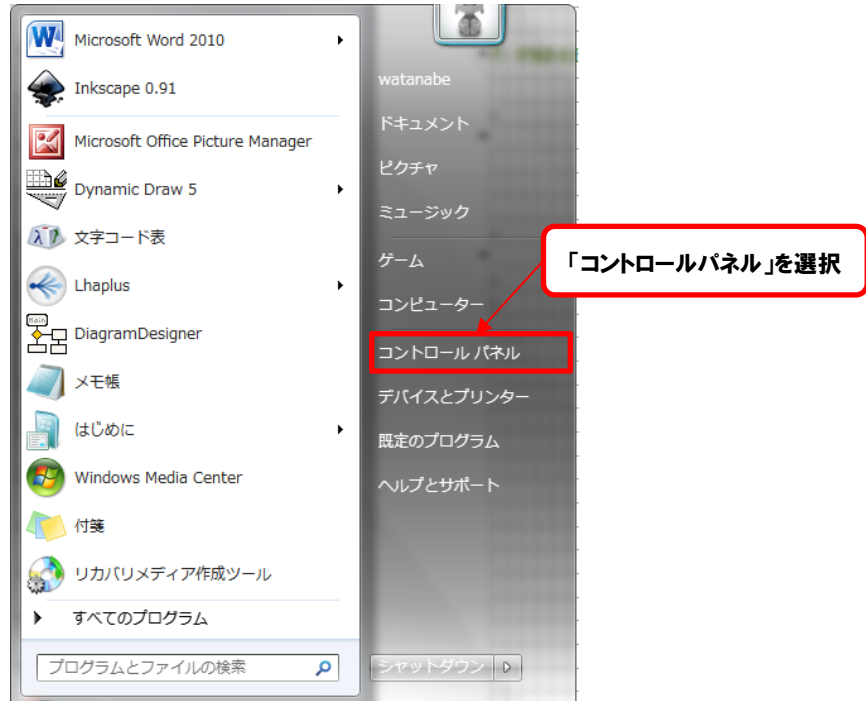 Microsoft Word 2010
Inkscape 0.91
Microsoft Office Picture Manager
Dynamic Draw 5
文字コード表
Lhaplus
Main
DiagramDesigner
メモ帳
はじめに
Windows Media Center
付箋
リカバリメディア作成ツール
すべてのプログラム
プログラムとファイルの検索
watanabe
ドキュメント
ピクチャ
ミュージック
ゲーム
コンピューター
コントロール パネル
デバイスとプリンター
既定のプログラム
ヘルプとサポート
シャットダウン
「コントロールパネル」を選択